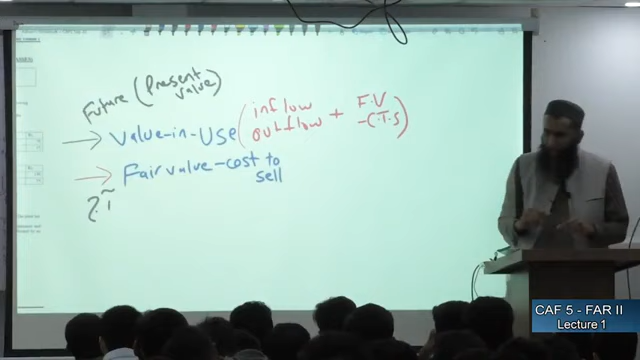 Future (Present
value)
Value-in-Use (inflow
outflow + F.V
-C.T.S)
Fair value-cost to
sell
CAF 5 - FAR II
Lecture 1